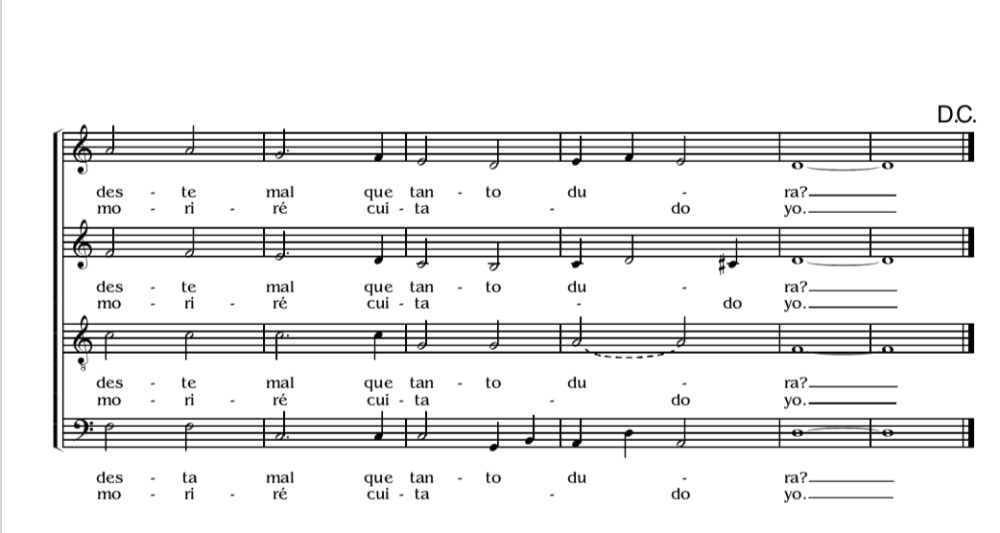 D.C.
des - te mal que tan - to du - ra?
mo - ri - ré cui - ta - do yo.
des - te mal que tan - to du - ra?
mo - ri - ré cui - ta - do yo.
8
des - te mal que tan - to du - ra?
mo - ri - ré cui - ta - do yo.
des - ta mal que tan - to du - ra?
mo - ri - ré cui - ta - do yo.